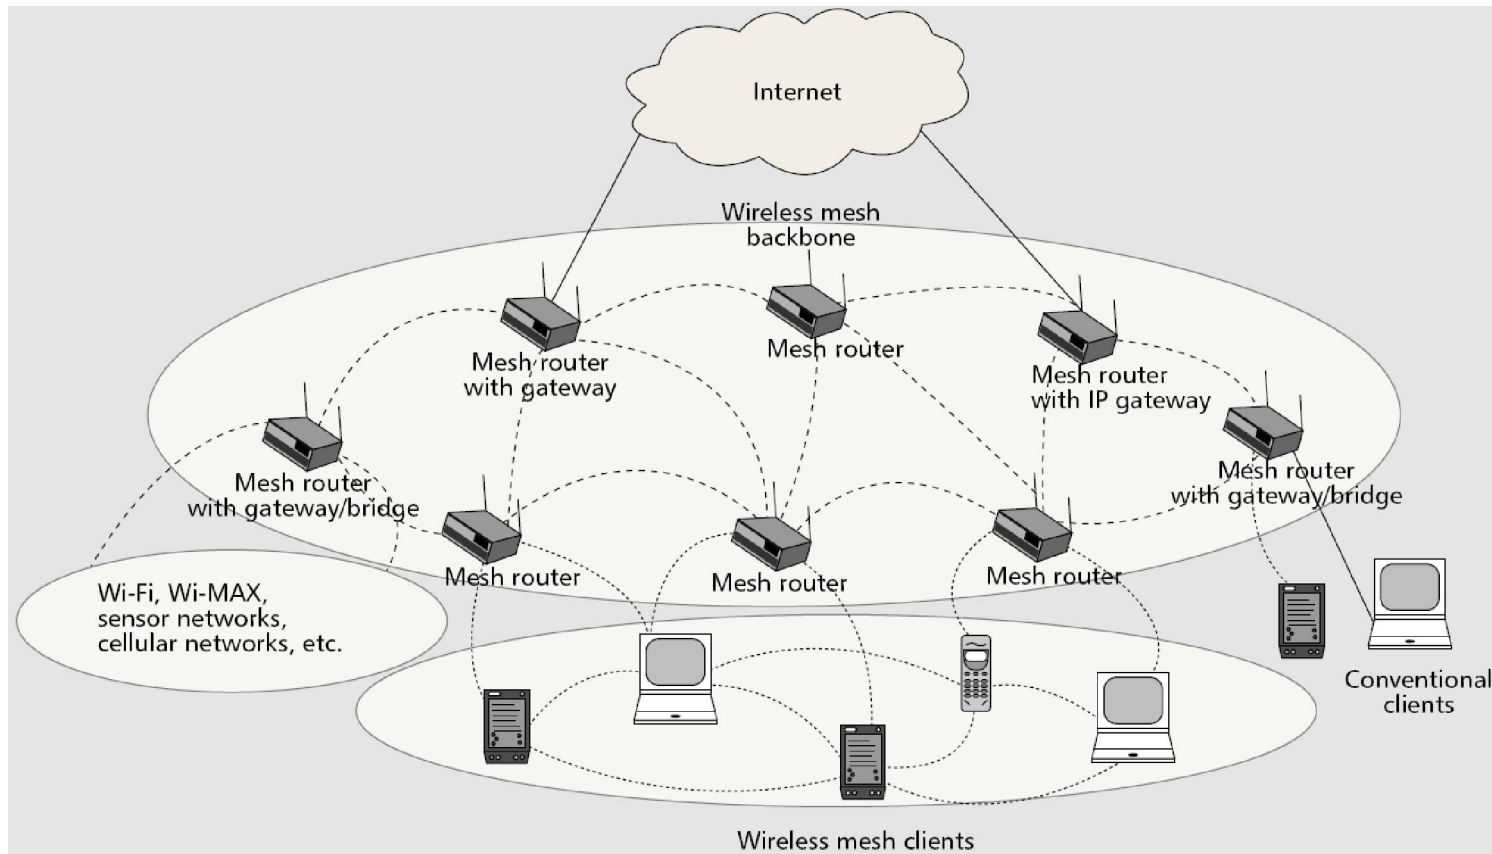 Internet
Wireless mesh
backbone
Mesh router
with gateway
Mesh router
Mesh router
with IP gateway
Mesh router
with gateway/bridge
Mesh router
with gateway/bridge
Mesh router
Mesh router
Mesh router
Wi-Fi, Wi-MAX,
sensor networks,
cellular networks, etc.
Conventional
clients
Wireless mesh clients